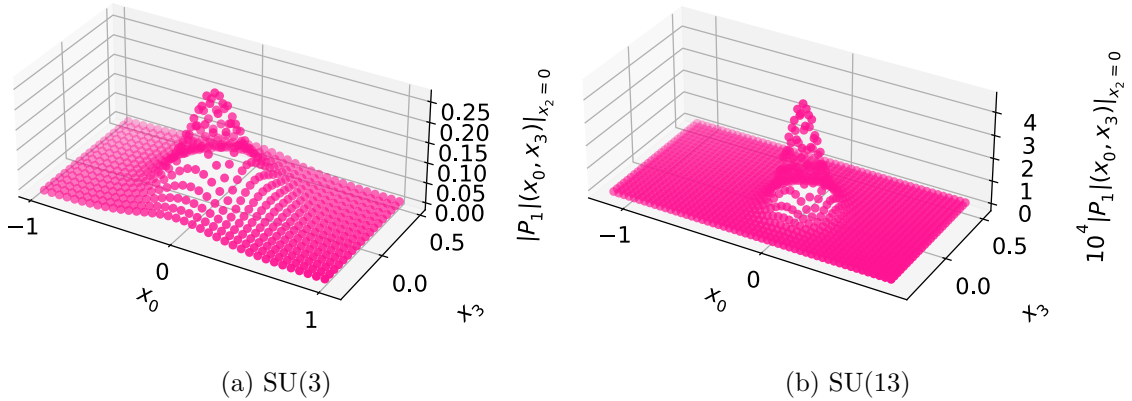 0.25
0.20
0.15
0.10
0.05
0.00
|P₁|(x₀, x₃)|ₓ₂ ₌ ₀
−1
0
1
x₀
0.5
0.0
x₃
4
3
2
1
0
10⁴|P₁|(x₀, x₃)|ₓ₂ ₌ ₀
−1
0
x₀
0.5
0.0
x₃
(a) SU(3)
(b) SU(13)